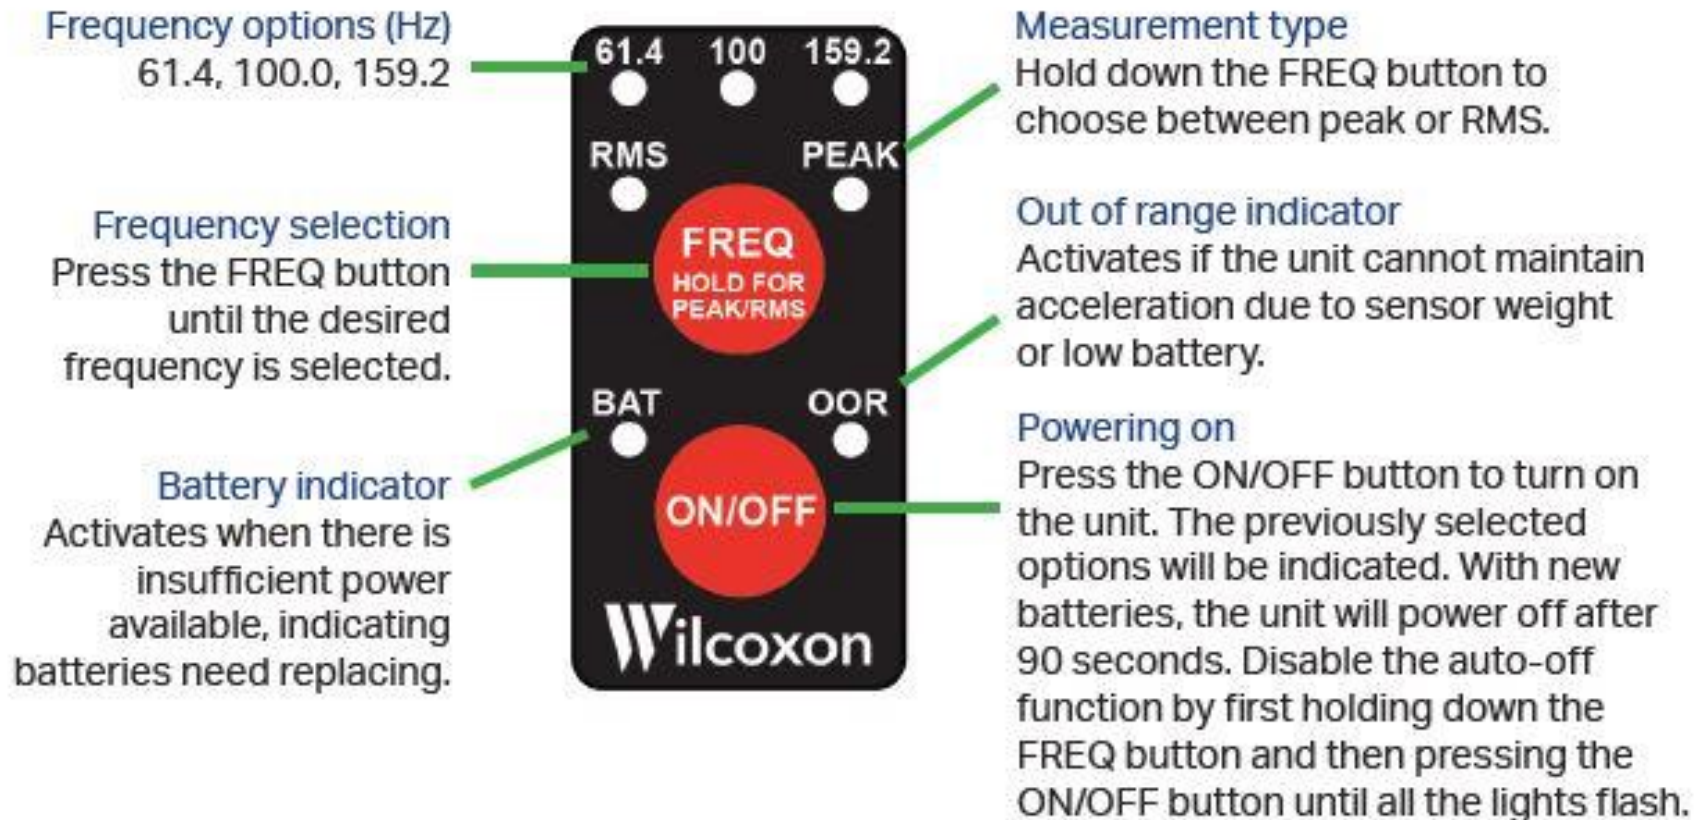 Frequency options (Hz)
61.4, 100.0, 159.2
Frequency selection
Press the FREQ button
until the desired
frequency is selected.
Battery indicator
Activates when there is
insufficient power
available, indicating
batteries need replacing.
61.4 100 159.2
RMS PEAK
FREQ
HOLD FOR
PEAK/RMS
BAT OOR
ON/OFF
Wilcoxon
Measurement type
Hold down the FREQ button to
choose between peak or RMS.
Out of range indicator
Activates if the unit cannot maintain
acceleration due to sensor weight
or low battery.
Powering on
Press the ON/OFF button to turn on
the unit. The previously selected
options will be indicated. With new
batteries, the unit will power off after
90 seconds. Disable the auto-off
function by first holding down the
FREQ button and then pressing the
ON/OFF button until all the lights flash.